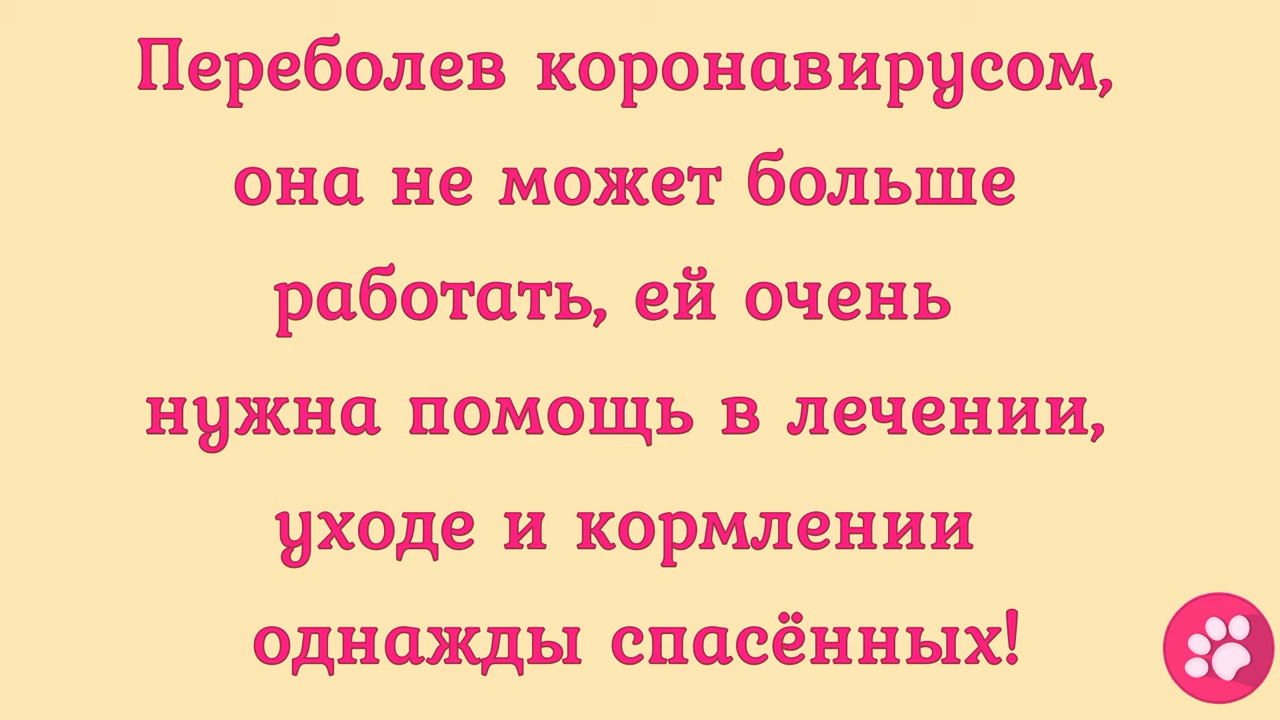 Переболев коронавирусом,
она не может больше
работать, ей очень
нужна помощь в лечении,
уходе и кормлении
однажды спасённых!